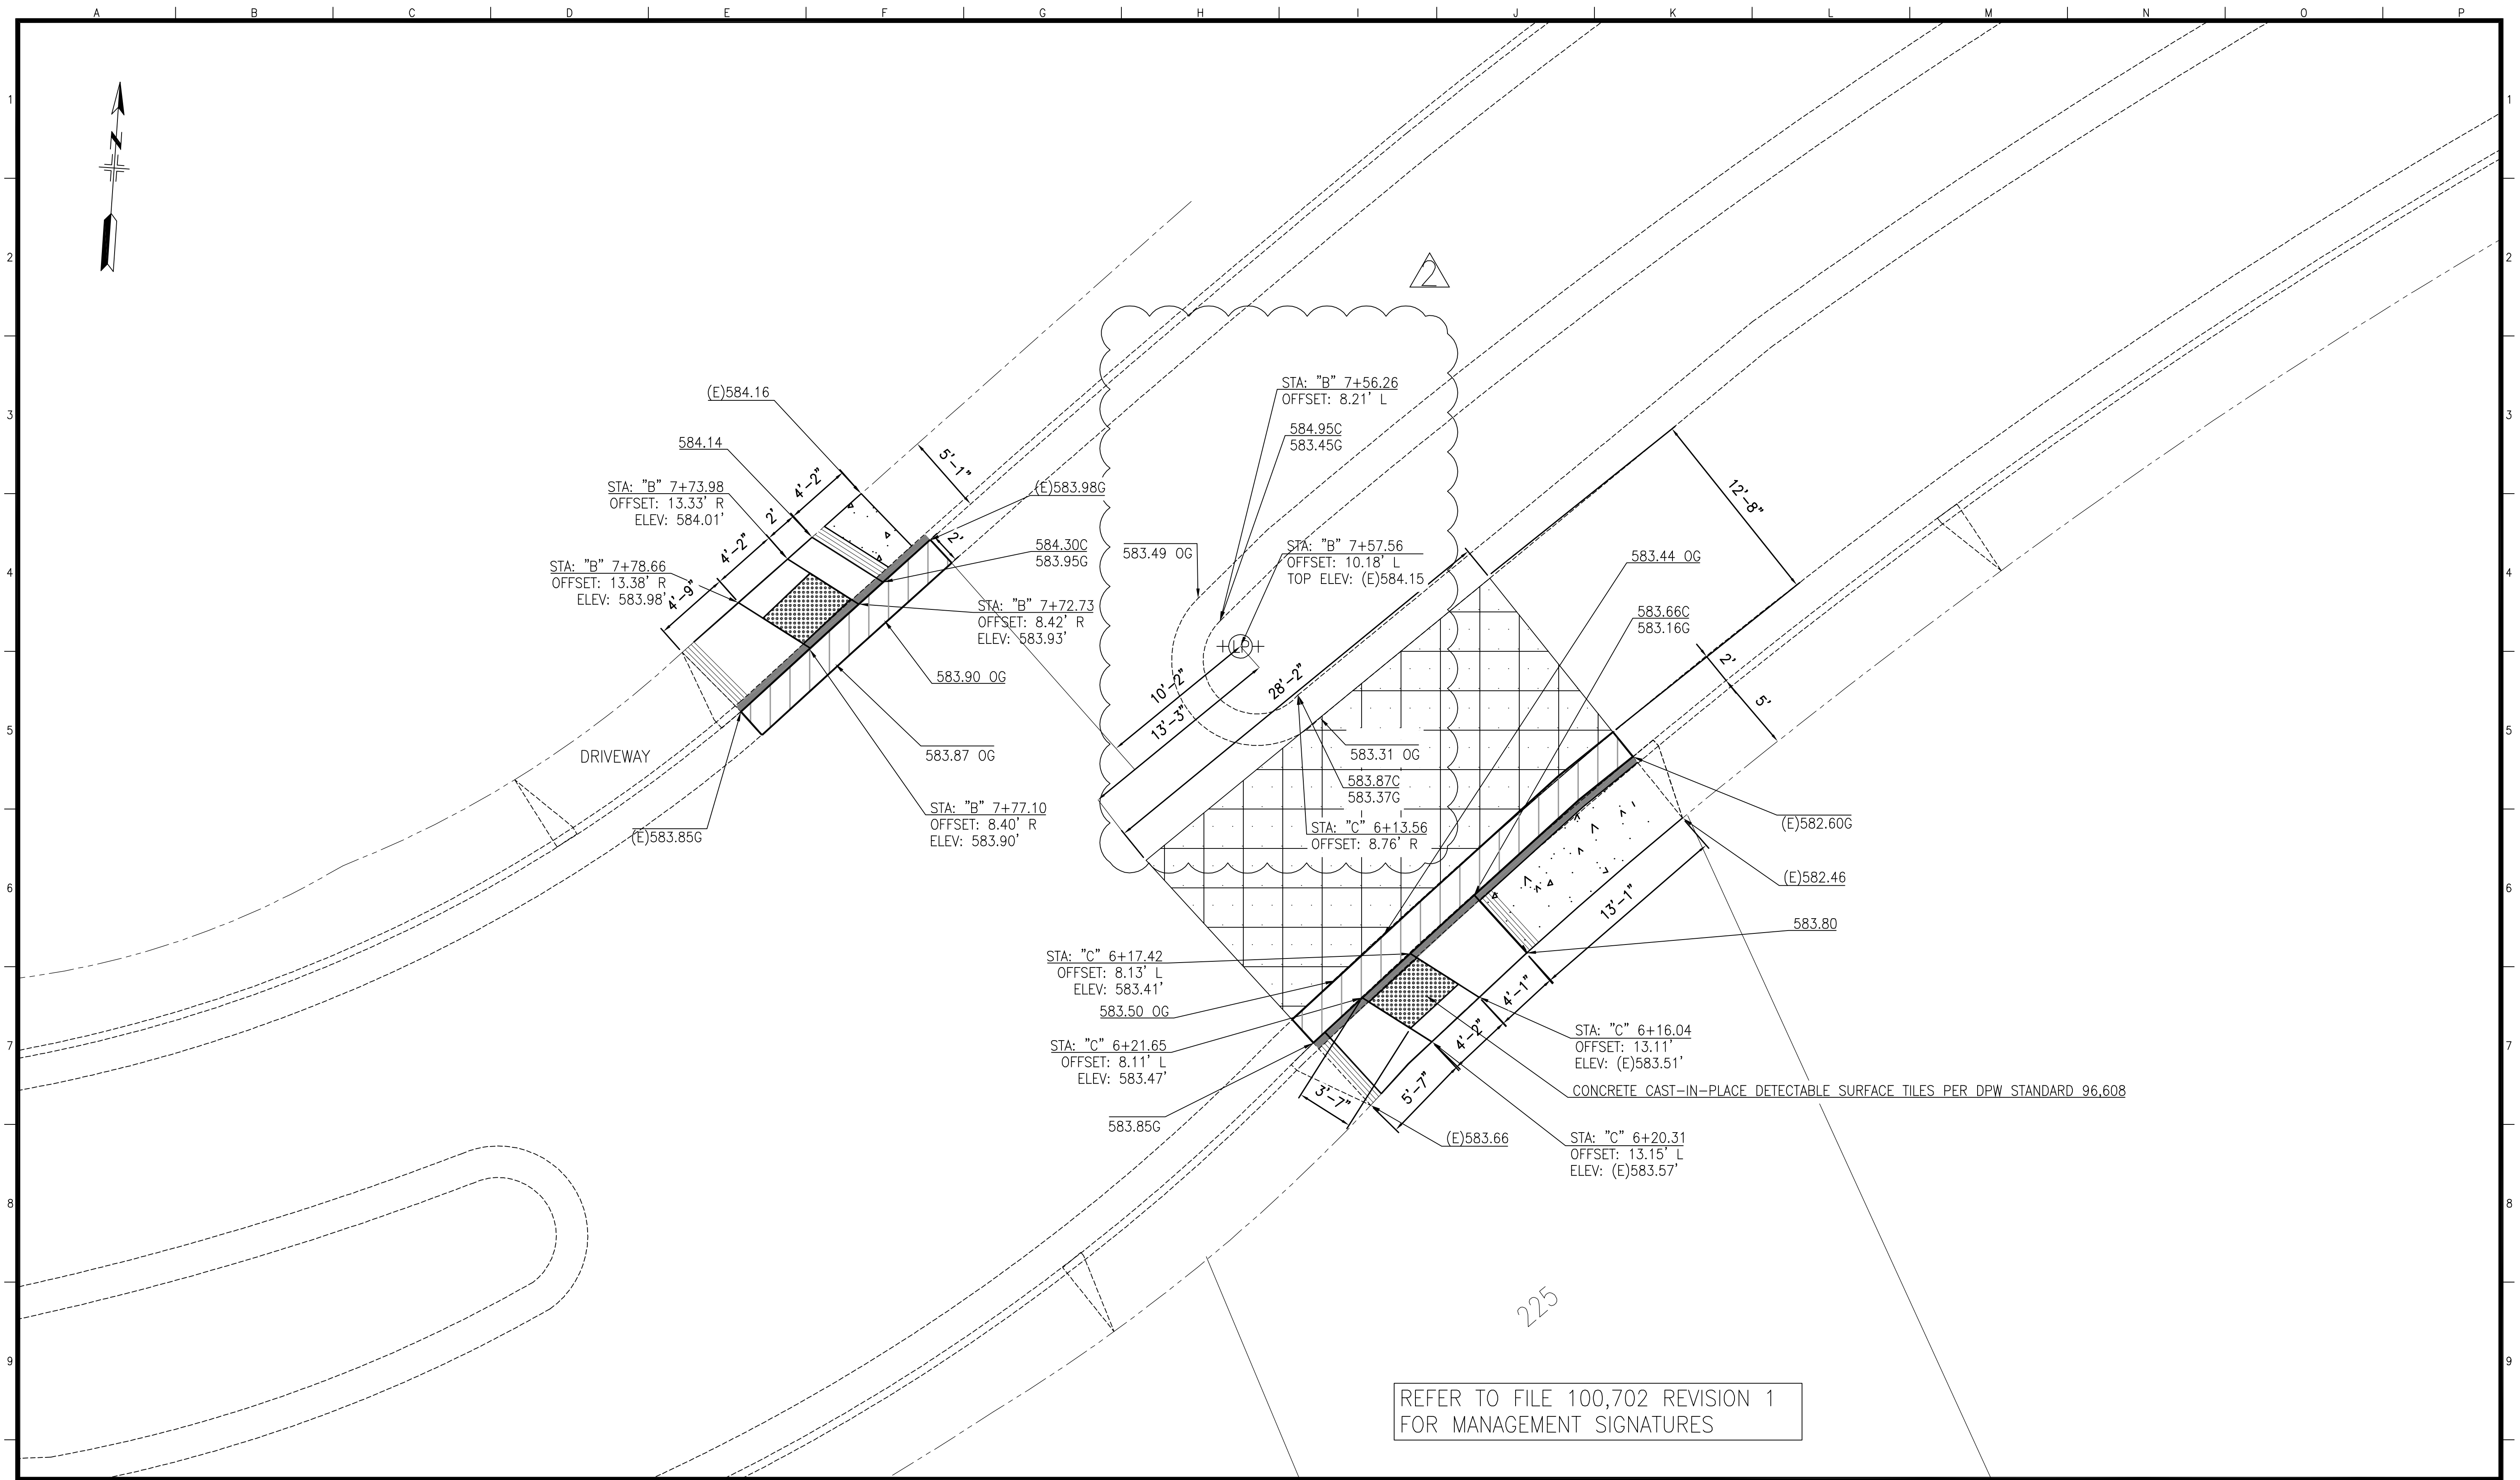 A B C D E F G H I J K L M N O P
1
1
N
2
2
2
3
3
(E)584.16
584.14
4'-2"
5'-1"
STA: "B" 7+73.98
OFFSET: 13.33' R
ELEV: 584.01'
2'
4'-2"
STA: "B" 7+78.66
OFFSET: 13.38' R
ELEV: 583.98'
4'-9"
(E)583.98G
2'
584.30C
583.95G
STA: "B" 7+72.73
OFFSET: 8.42' R
ELEV: 583.93'
583.90 OG
583.87 OG
STA: "B" 7+77.10
OFFSET: 8.40' R
ELEV: 583.90'
(E)583.85G
DRIVEWAY
STA: "B" 7+56.26
OFFSET: 8.21' L
584.95C
583.45G
583.49 OG
STA: "B" 7+57.56
OFFSET: 10.18' L
TOP ELEV: (E)584.15
LP
10'-2"
13'-3"
28'-2"
12'-8"
4
4
583.44 OG
583.66C
583.16G
2'
5'
5
5
583.31 OG
583.87C
583.37G
STA: "C" 6+13.56
OFFSET: 8.76' R
(E)582.60G
(E)582.46
6
6
13'-1"
583.80
STA: "C" 6+17.42
OFFSET: 8.13' L
ELEV: 583.41'
583.50 OG
4'-1"
7
7
STA: "C" 6+21.65
OFFSET: 8.11' L
ELEV: 583.47'
583.85G
4'-2"
5'-7"
3'-7"
STA: "C" 6+16.04
OFFSET: 13.11'
ELEV: (E)583.51'
CONCRETE CAST-IN-PLACE DETECTABLE SURFACE TILES PER DPW STANDARD 96,608
(E)583.66
STA: "C" 6+20.31
OFFSET: 13.15' L
ELEV: (E)583.57'
8
8
225
9
9
REFER TO FILE 100,702 REVISION 1
FOR MANAGEMENT SIGNATURES